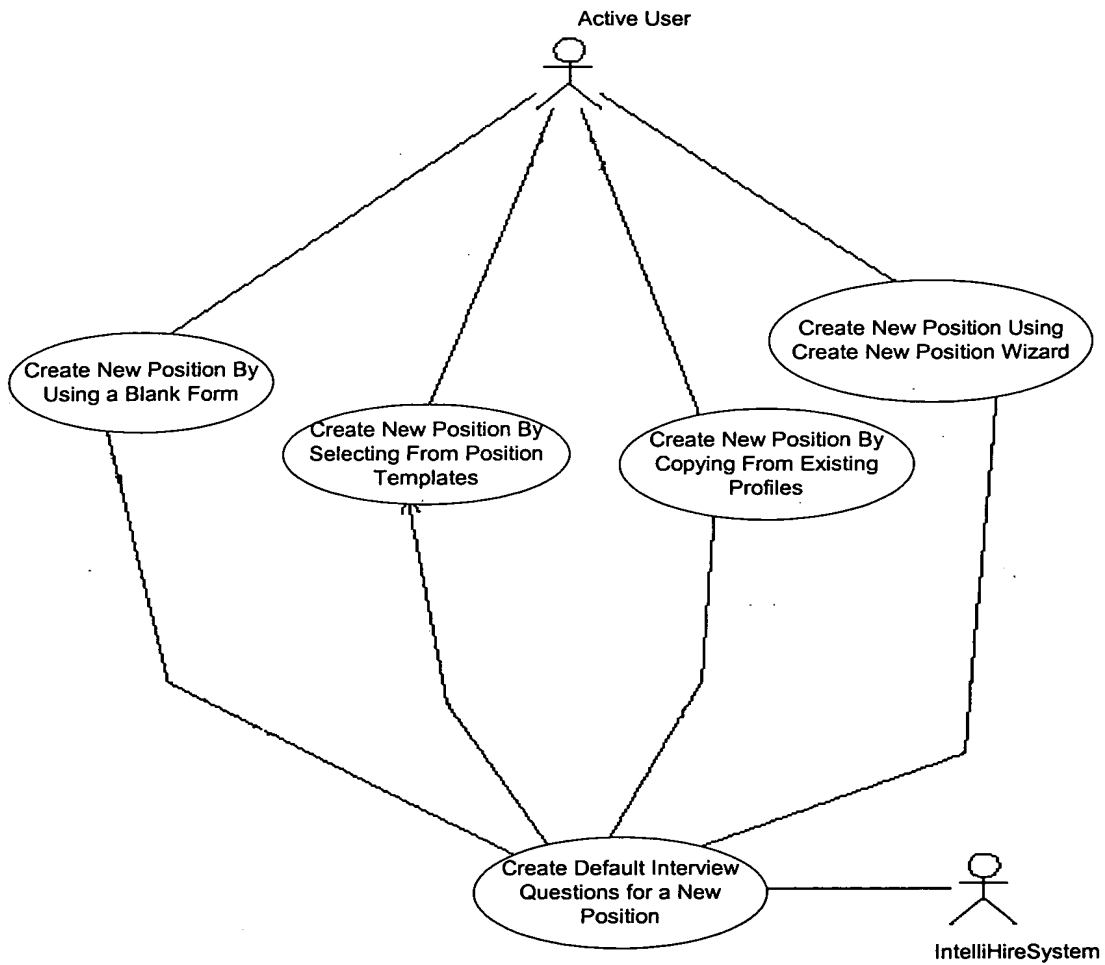 Active User
Create New Position By
Using a Blank Form
Create New Position By
Selecting From Position
Templates
Create New Position By
Copying From Existing
Profiles
Create New Position Using
Create New Position Wizard
Create Default Interview
Questions for a New
Position
IntelliHireSystem